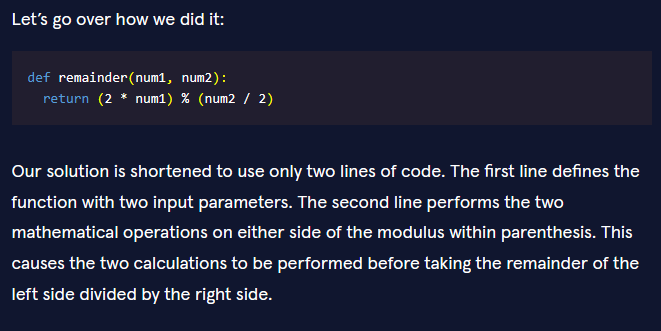 Let's go over how we did it:
def remainder(num1, num2):
  return (2 * num1) % (num2 / 2)
Our solution is shortened to use only two lines of code. The first line defines the
function with two input parameters. The second line performs the two
mathematical operations on either side of the modulus within parenthesis. This
causes the two calculations to be performed before taking the remainder of the
left side divided by the right side.